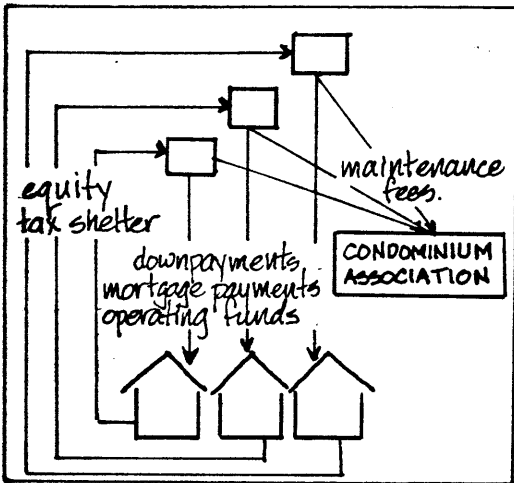 maintenance
fees.
equity
tax shelter
CONDOMINIUM
ASSOCIATION
downpayments
mortgage payments
operating funds